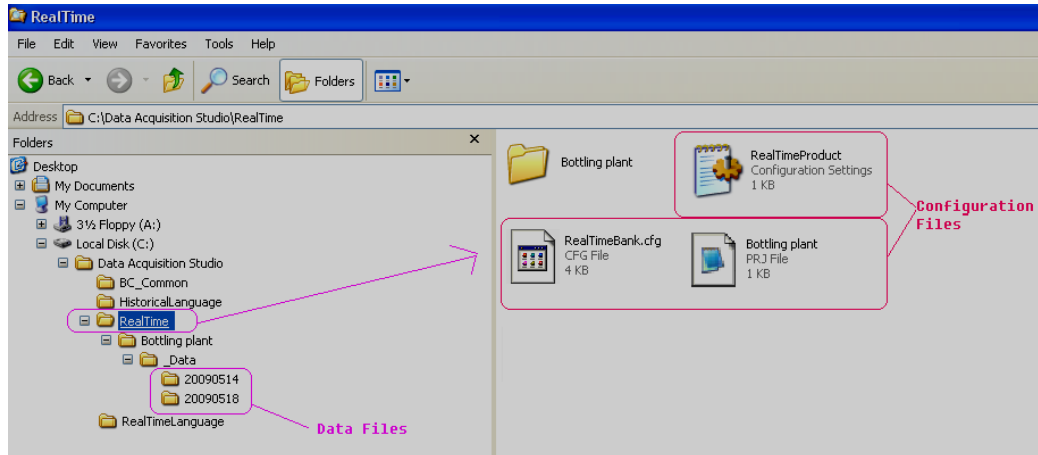 RealTime
File Edit View Favorites Tools Help
Back Search Folders
Address C:\Data Acquisition Studio\RealTime
Folders
Desktop
My Documents
My Computer
3½ Floppy (A:)
Local Disk (C:)
Data Acquisition Studio
BC_Common
HistoricalLanguage
RealTime
Bottling plant
_Data
20090514
20090518
RealTimeLanguage
Data Files
Bottling plant
RealTimeProduct
Configuration Settings
1 KB
RealTimeBank.cfg
CFG File
4 KB
Bottling plant
PRJ File
1 KB
Configuration
Files